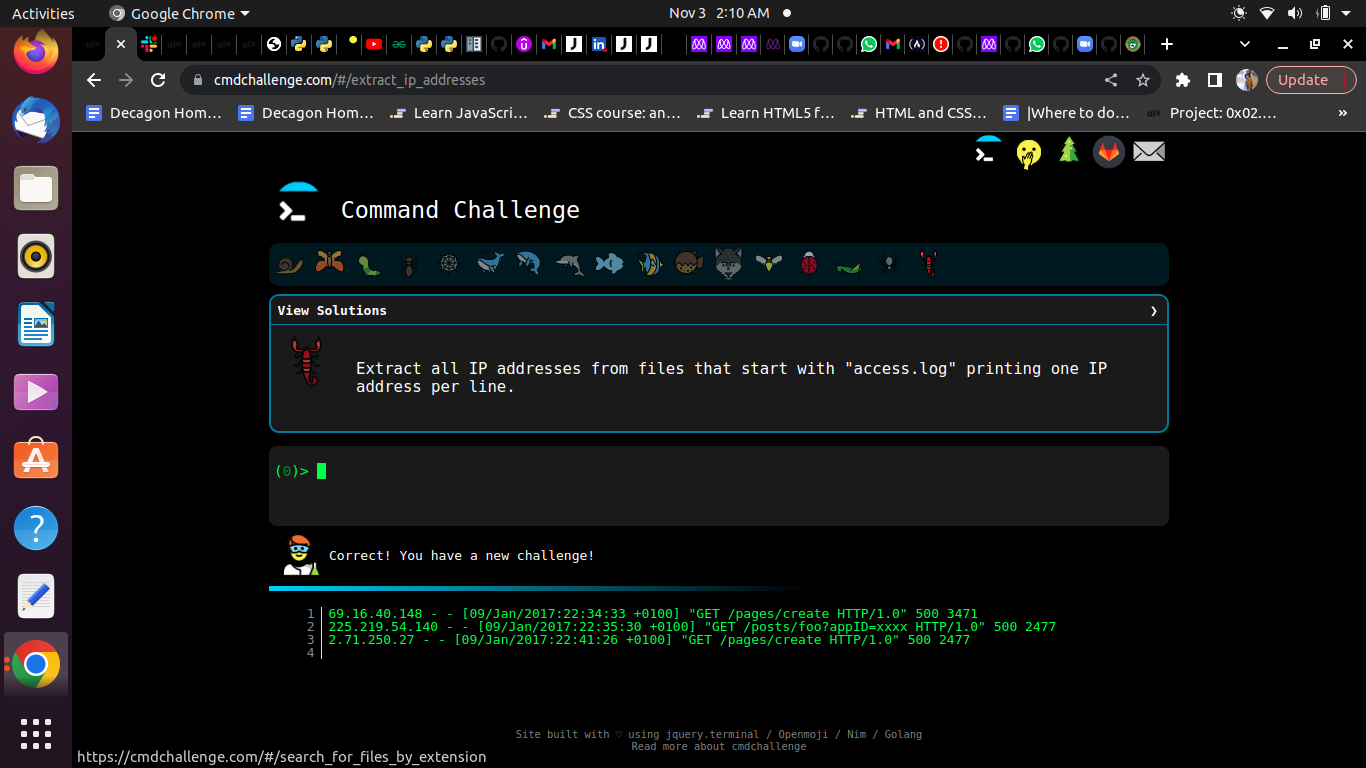 Activities
Google Chrome
Nov 3 2:10 AM
cmdchallenge.com/#/extract_ip_addresses
Update
Decagon Hom...
Decagon Hom...
Learn JavaScri...
CSS course: an...
Learn HTML5 f...
HTML and CSS...
|Where to do...
Project: 0x02....
»
Command Challenge
View Solutions
❯
Extract all IP addresses from files that start with "access.log" printing one IP
address per line.
(0)>
Correct! You have a new challenge!
1 69.16.40.148 - - [09/Jan/2017:22:34:33 +0100] "GET /pages/create HTTP/1.0" 500 3471
2 225.219.54.140 - - [09/Jan/2017:22:35:30 +0100] "GET /posts/foo?appID=xxxx HTTP/1.0" 500 2477
3 2.71.250.27 - - [09/Jan/2017:22:41:26 +0100] "GET /pages/create HTTP/1.0" 500 2477
4
Site built with ♡ using jquery.terminal / Openmoji / Nim / Golang
Read more about cmdchallenge
https://cmdchallenge.com/#/search_for_files_by_extension